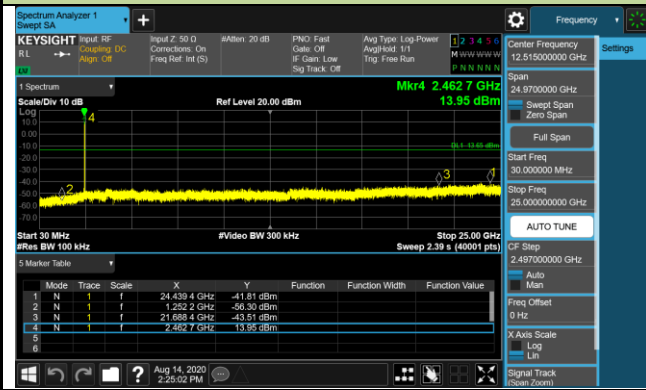 Spectrum Analyzer 1
Swept SA
+
Frequency
KEYSIGHT Input: RF Input Z: 50 Ω #Atten: 20 dB PNO: Fast Avg Type: Log-Power 1 2 3 4 5 6
RL Coupling: DC Corrections: On Gate: Off Avg|Hold: 1/1 M W W W W W
Align: Off Freq Ref: Int (S) IF Gain: Low Trig: Free Run
Sig Track: Off P N N N N N
LXI
1 Spectrum
Mkr4 2.462 7 GHz
Scale/Div 10 dB Ref Level 20.00 dBm 13.95 dBm
Log
10.0
0.00
-10.0
DL1 -13.65 dBm
-20.0
-30.0
-40.0
-50.0
-60.0
-70.0
4
2
3
1
Start 30 MHz #Video BW 300 kHz Stop 25.00 GHz
#Res BW 100 kHz Sweep 2.39 s (40001 pts)
5 Marker Table
Mode Trace Scale X Y Function Function Width Function Value
1 N 1 f 24.439 4 GHz -41.81 dBm
2 N 1 f 1.252 2 GHz -56.30 dBm
3 N 1 f 21.688 4 GHz -43.51 dBm
4 N 1 f 2.462 7 GHz 13.95 dBm
5
6
Aug 14, 2020
2:25:02 PM
?
Center Frequency
12.515000000 GHz
Settings
Span
24.9700000 GHz
Swept Span
Zero Span
Full Span
Start Freq
30.000000 MHz
Stop Freq
25.000000000 GHz
AUTO TUNE
CF Step
2.497000000 GHz
Auto
Man
Freq Offset
0 Hz
X Axis Scale
Log
Lin
Signal Track
(Span Zoom)